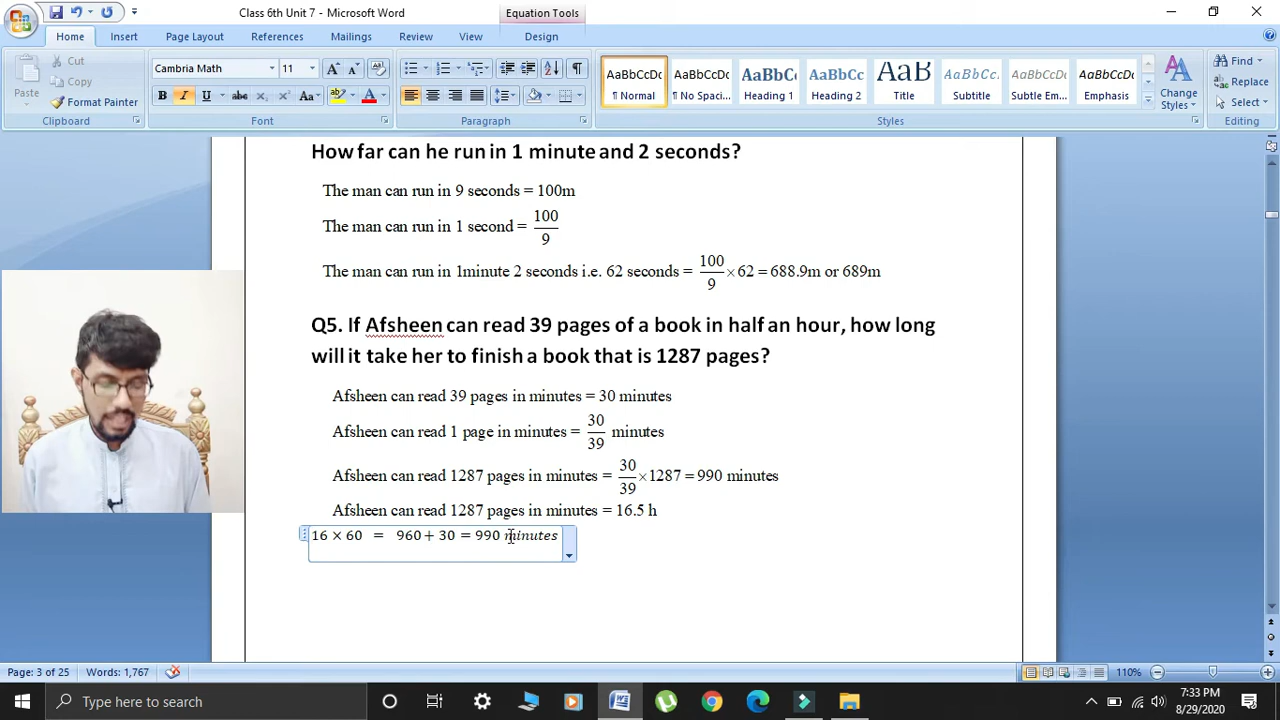 Class 6th Unit 7 - Microsoft Word
Equation Tools
Home Insert Page Layout References Mailings Review View Design
Paste
Cut
Copy
Format Painter
Clipboard
Cambria Math 11
Font
Paragraph
AaBbCcDc AaBbCcDc AaBbC AaBbCc AaB AaBbCc. AaBbCcDc AaBbCcDc
¶ Normal ¶ No Spaci... Heading 1 Heading 2 Title Subtitle Subtle Em... Emphasis
Change Styles
Styles
Find
Replace
Select
Editing
How far can he run in 1 minute and 2 seconds?
The man can run in 9 seconds = 100m
The man can run in 1 second = 100/9
The man can run in 1minute 2 seconds i.e. 62 seconds = 100/9 × 62 = 688.9m or 689m
Q5. If Afsheen can read 39 pages of a book in half an hour, how long
will it take her to finish a book that is 1287 pages?
Afsheen can read 39 pages in minutes = 30 minutes
Afsheen can read 1 page in minutes = 30/39 minutes
Afsheen can read 1287 pages in minutes = 30/39 × 1287 = 990 minutes
Afsheen can read 1287 pages in minutes = 16.5 h
16 × 60 = 960 + 30 = 990 minutes
Page: 3 of 25 Words: 1,767 110%
Type here to search
7:33 PM
8/29/2020